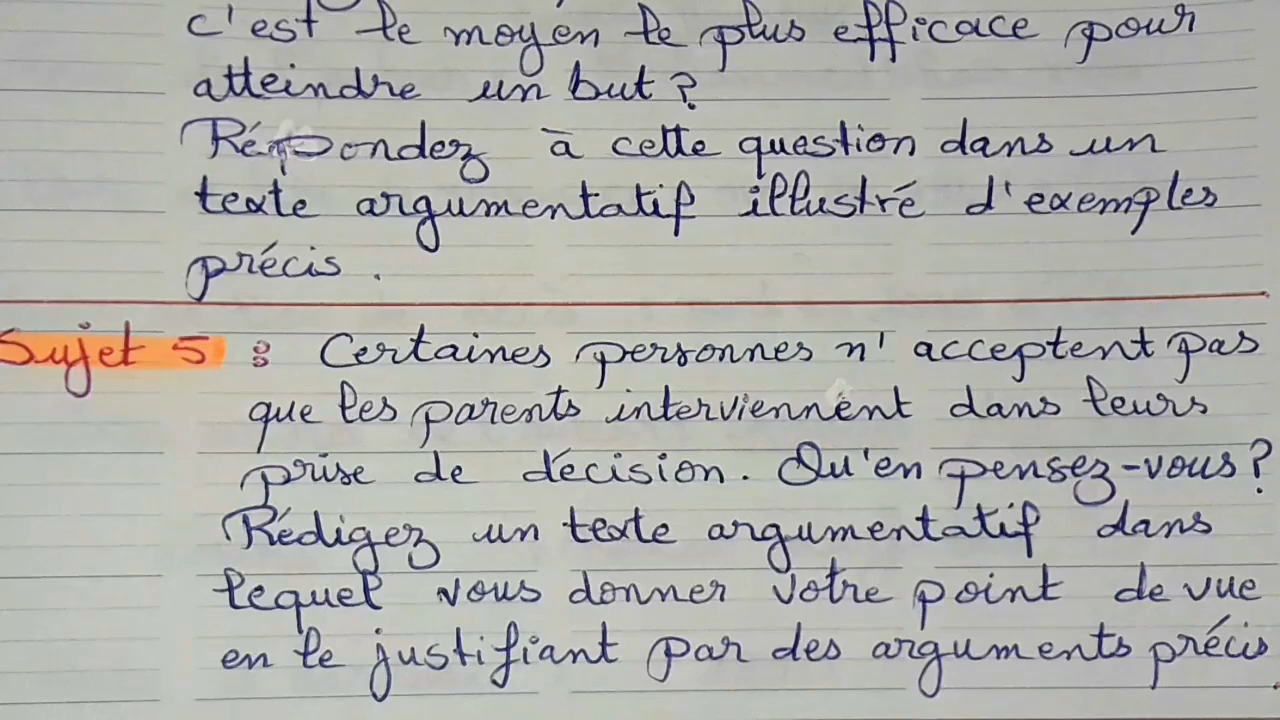 c'est le moyen le plus efficace pour
atteindre un but?
Répondez à cette question dans un
texte argumentatif illustré d'exemples
précis.
Sujet 5 : Certaines personnes n'acceptent pas
que les parents interviennent dans leurs
prise de décision. Qu'en pensez-vous?
Rédigez un texte argumentatif dans
lequel vous donner votre point de vue
en le justifiant par des arguments précis.